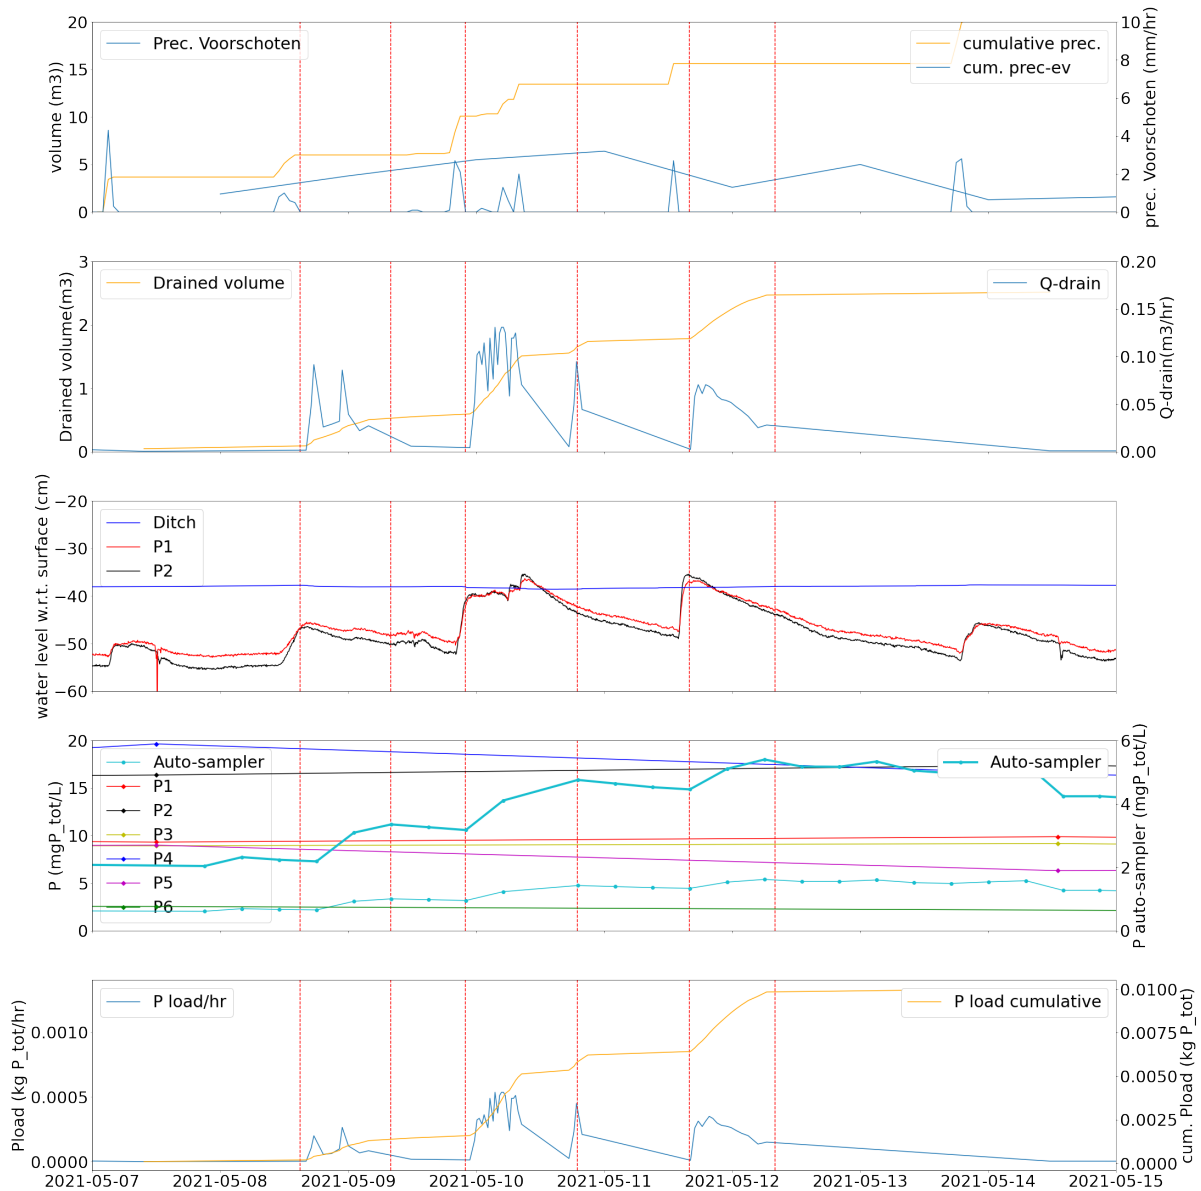 20
15
10
5
0
volume (m3))
Prec. Voorschoten
cumulative prec.
cum. prec-ev
10
8
6
4
2
0
prec. Voorschoten (mm/hr)
3
2
1
0
Drained volume(m3)
Drained volume
Q-drain
0.20
0.15
0.10
0.05
0.00
Q-drain(m3/hr)
−20
−30
−40
−50
−60
water level w.r.t. surface (cm)
Ditch
P1
P2
20
15
10
5
0
P (mgP_tot/L)
Auto-sampler
P1
P2
P3
P4
P5
P6
Auto-sampler
6
4
2
0
P auto-sampler (mgP_tot/L)
0.0010
0.0005
0.0000
Pload (kg P_tot/hr)
P load/hr
P load cumulative
0.0100
0.0075
0.0050
0.0025
0.0000
cum. Pload (kg P_tot)
2021-05-07
2021-05-08
2021-05-09
2021-05-10
2021-05-11
2021-05-12
2021-05-13
2021-05-14
2021-05-15